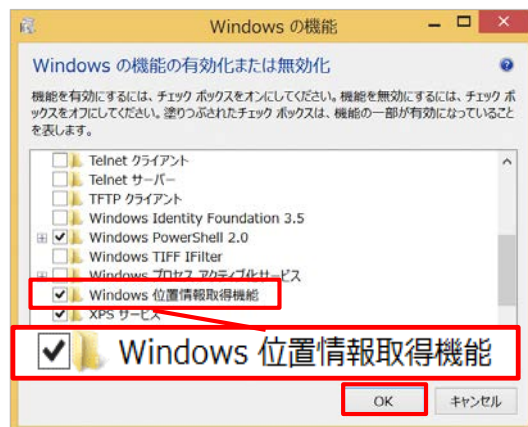 Windows の機能
Windows の機能の有効化または無効化
機能を有効にするには、チェック ボックスをオンにしてください。機能を無効にするには、チェック ボ
ックスをオフにしてください。塗りつぶされたチェック ボックスは、機能の一部が有効になっていること
を表します。
Telnet クライアント
Telnet サーバー
TFTP クライアント
Windows Identity Foundation 3.5
Windows PowerShell 2.0
Windows TIFF IFilter
Windows プロセス アクティブ化サービス
Windows 位置情報取得機能
XPS サービス
Windows 位置情報取得機能
OK
キャンセル